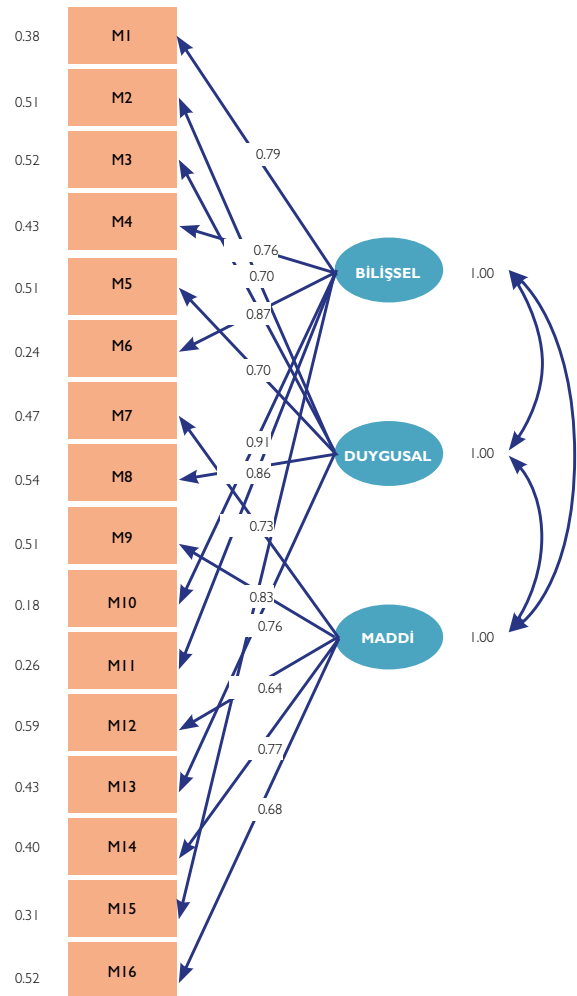 0.38 M1
0.51 M2
0.52 M3
0.79
0.43 M4
0.76
BİLİŞSEL 1.00
0.70
0.51 M5
0.87
0.24 M6
0.70
0.47 M7
0.91
DUYGUSAL 1.00
0.86
0.54 M8
0.73
0.51 M9
0.83
0.18 M10
0.76
MADDİ 1.00
0.26 M11
0.64
0.59 M12
0.77
0.43 M13
0.68
0.40 M14
0.31 M15
0.52 M16